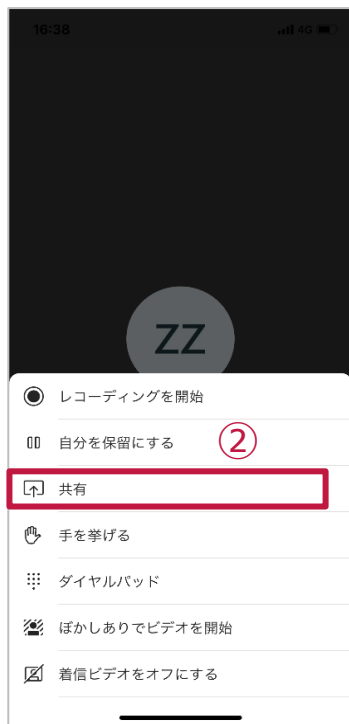 16:38 4G
ZZ
レコーディングを開始
自分を保留にする ②
共有
手を挙げる
ダイヤルパッド
ぼかしありでビデオを開始
着信ビデオをオフにする